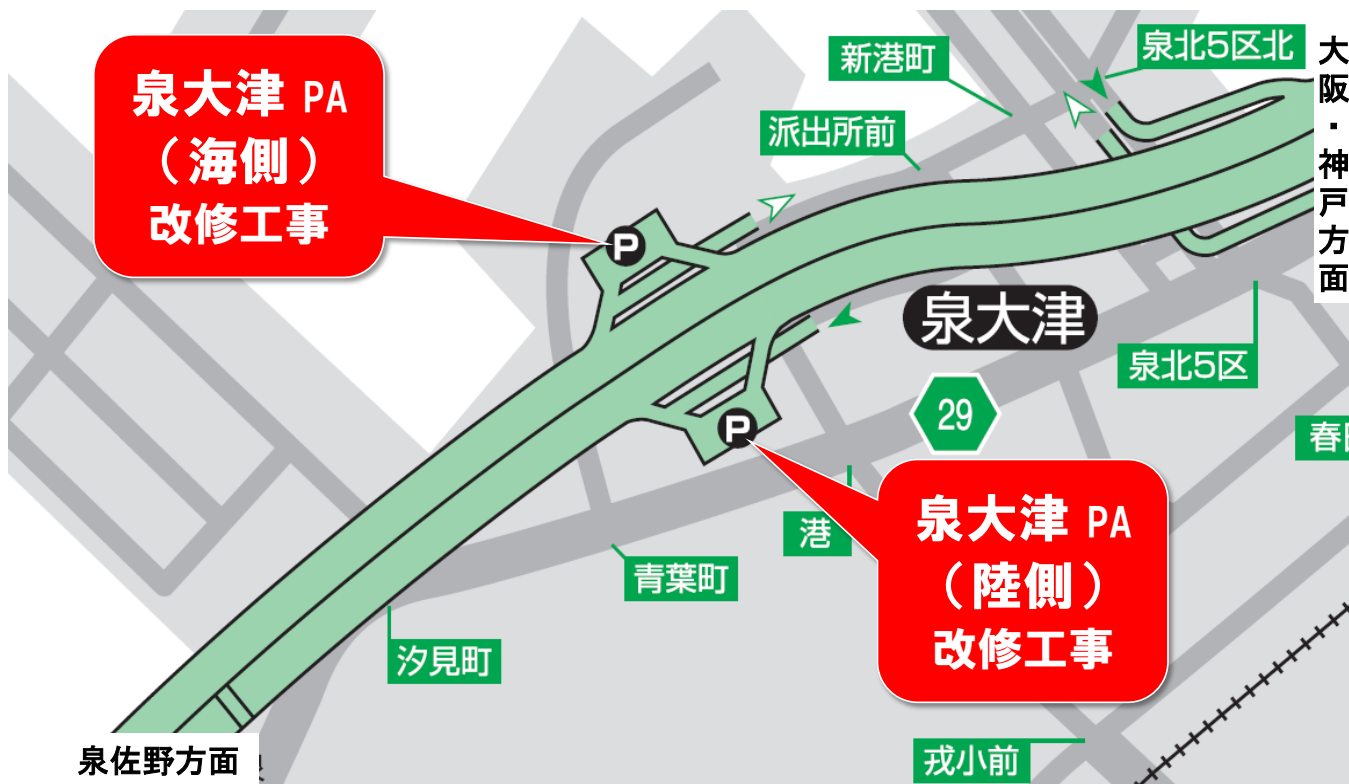 泉大津 PA
（海側）
改修工事
新港町
泉北5区北
派出所前
大阪・神戸方面
泉大津
29
泉北5区
泉大津 PA
（陸側）
改修工事
港
青葉町
汐見町
泉佐野方面
戎小前